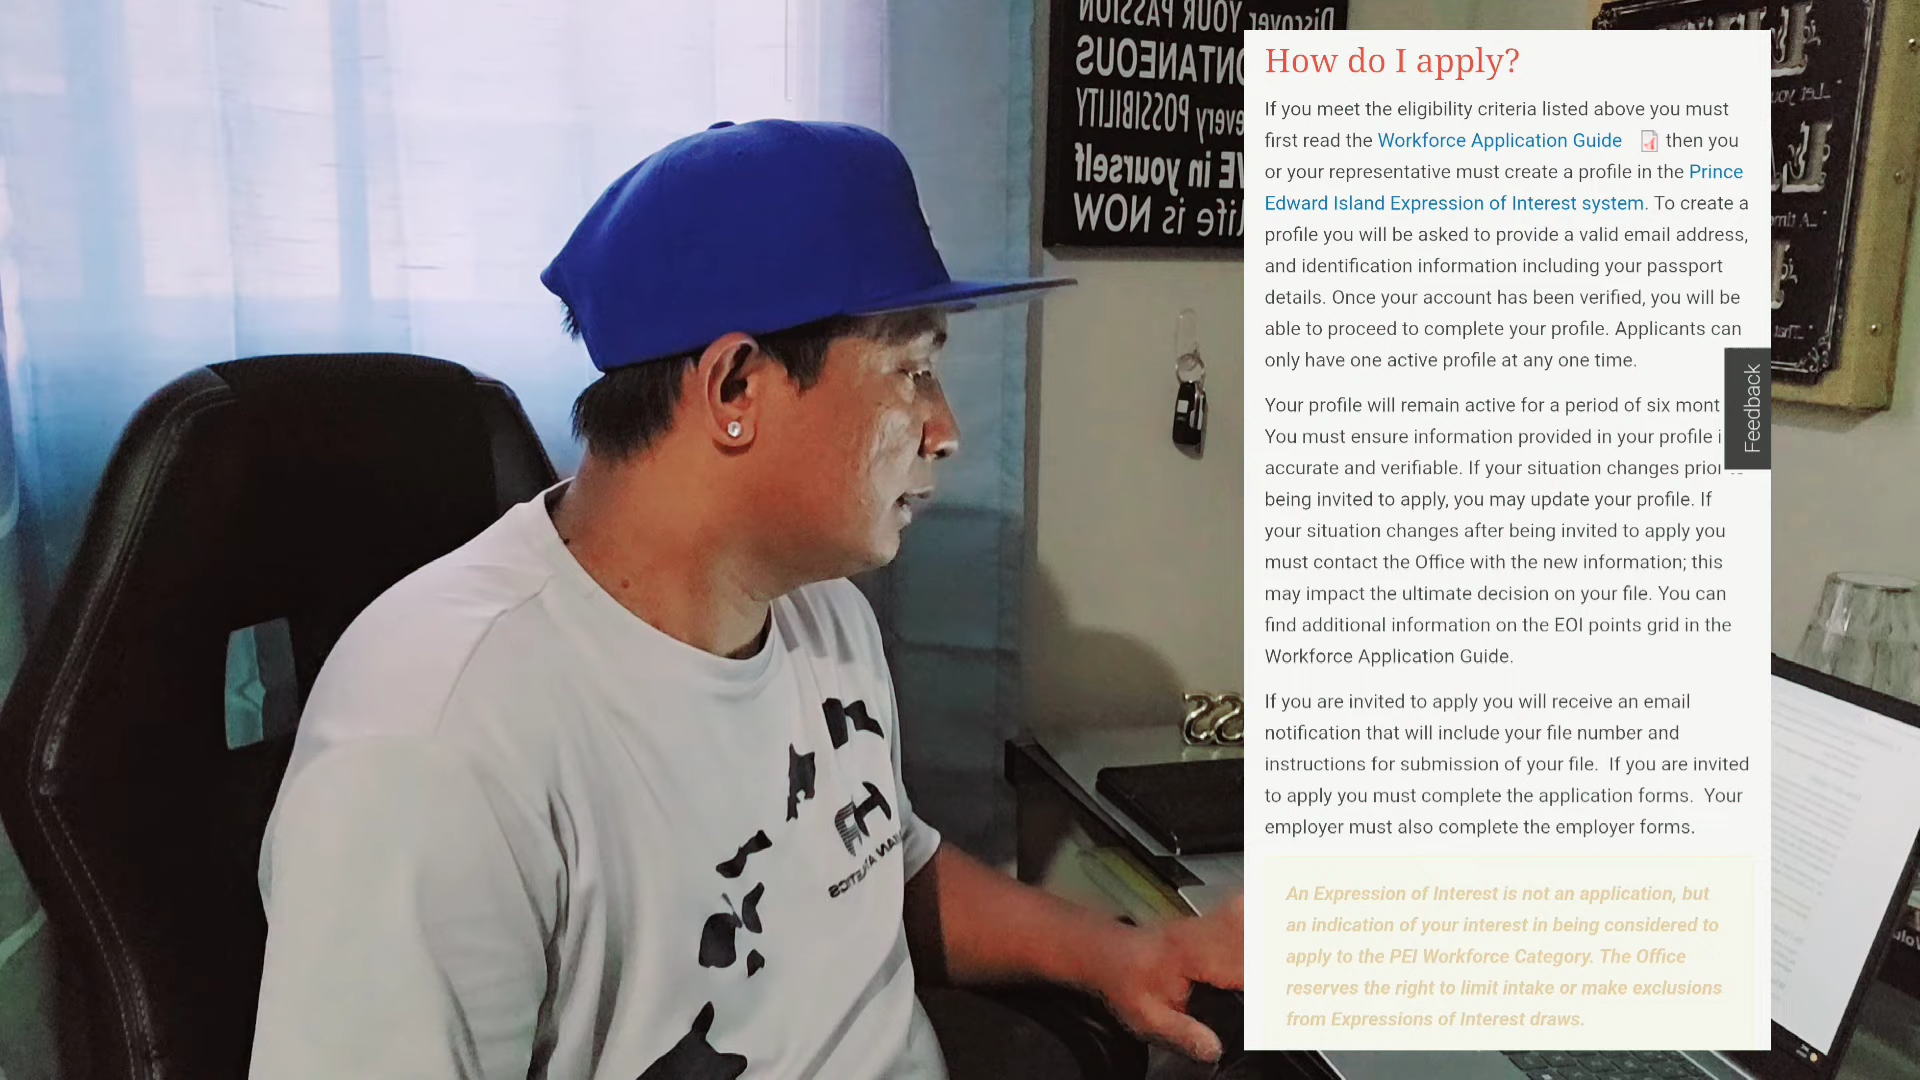 Discover YOUR PASSION
every POSSIBILITY
in yourself
life is NOW
How do I apply?
If you meet the eligibility criteria listed above you must
first read the Workforce Application Guide then you
or your representative must create a profile in the Prince
Edward Island Expression of Interest system. To create a
profile you will be asked to provide a valid email address,
and identification information including your passport
details. Once your account has been verified, you will be
able to proceed to complete your profile. Applicants can
only have one active profile at any one time.
Your profile will remain active for a period of six mont
You must ensure information provided in your profile i
accurate and verifiable. If your situation changes prior
being invited to apply, you may update your profile. If
your situation changes after being invited to apply you
must contact the Office with the new information; this
may impact the ultimate decision on your file. You can
find additional information on the EOI points grid in the
Workforce Application Guide.
If you are invited to apply you will receive an email
notification that will include your file number and
instructions for submission of your file. If you are invited
to apply you must complete the application forms. Your
employer must also complete the employer forms.
An Expression of Interest is not an application, but
an indication of your interest in being considered to
apply to the PEI Workforce Category. The Office
reserves the right to limit intake or make exclusions
from Expressions of Interest draws.
Feedback